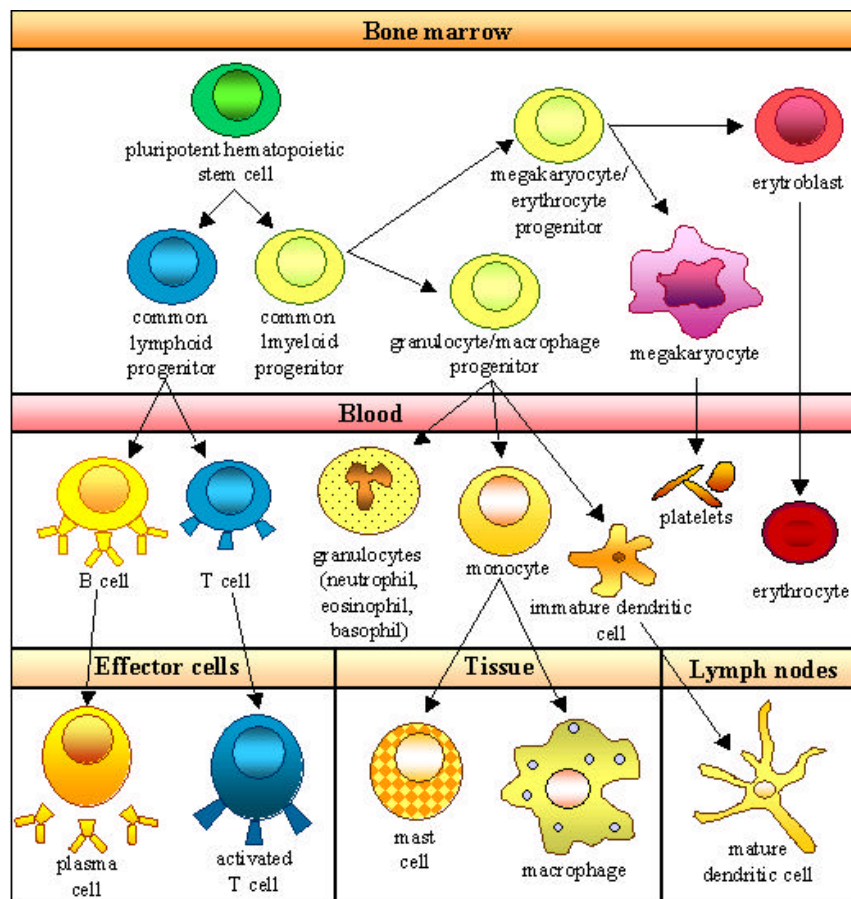 Bone marrow
pluripotent hematopoietic
stem cell
megakaryocyte/
erythrocyte
progenitor
erytroblast
common
lymphoid
progenitor
common
lmyeloid
progenitor
granulocyte/macrophage
progenitor
megakaryocyte
Blood
B cell
T cell
granulocytes
(neutrophil,
eosinophil,
basophil)
monocyte
immature dendritic
cell
platelets
erythrocyte
Effector cells
Tissue
Lymph nodes
plasma
cell
activated
T cell
mast
cell
macrophage
mature
dendritic cell